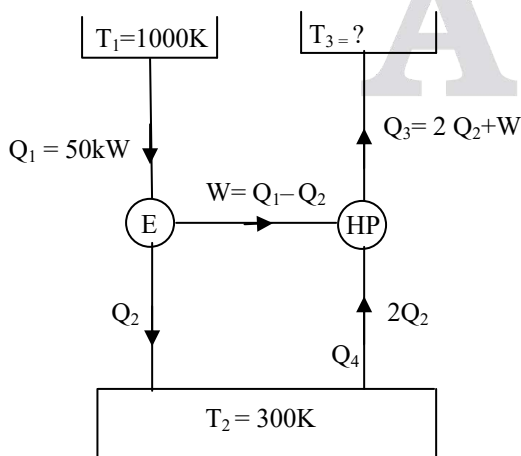 T₁=1000K
T₃ = ?
Q₁ = 50kW
Q₃= 2 Q₂+W
W= Q₁–Q₂
E
HP
Q₂
2Q₂
Q₄
T₂ = 300K
A